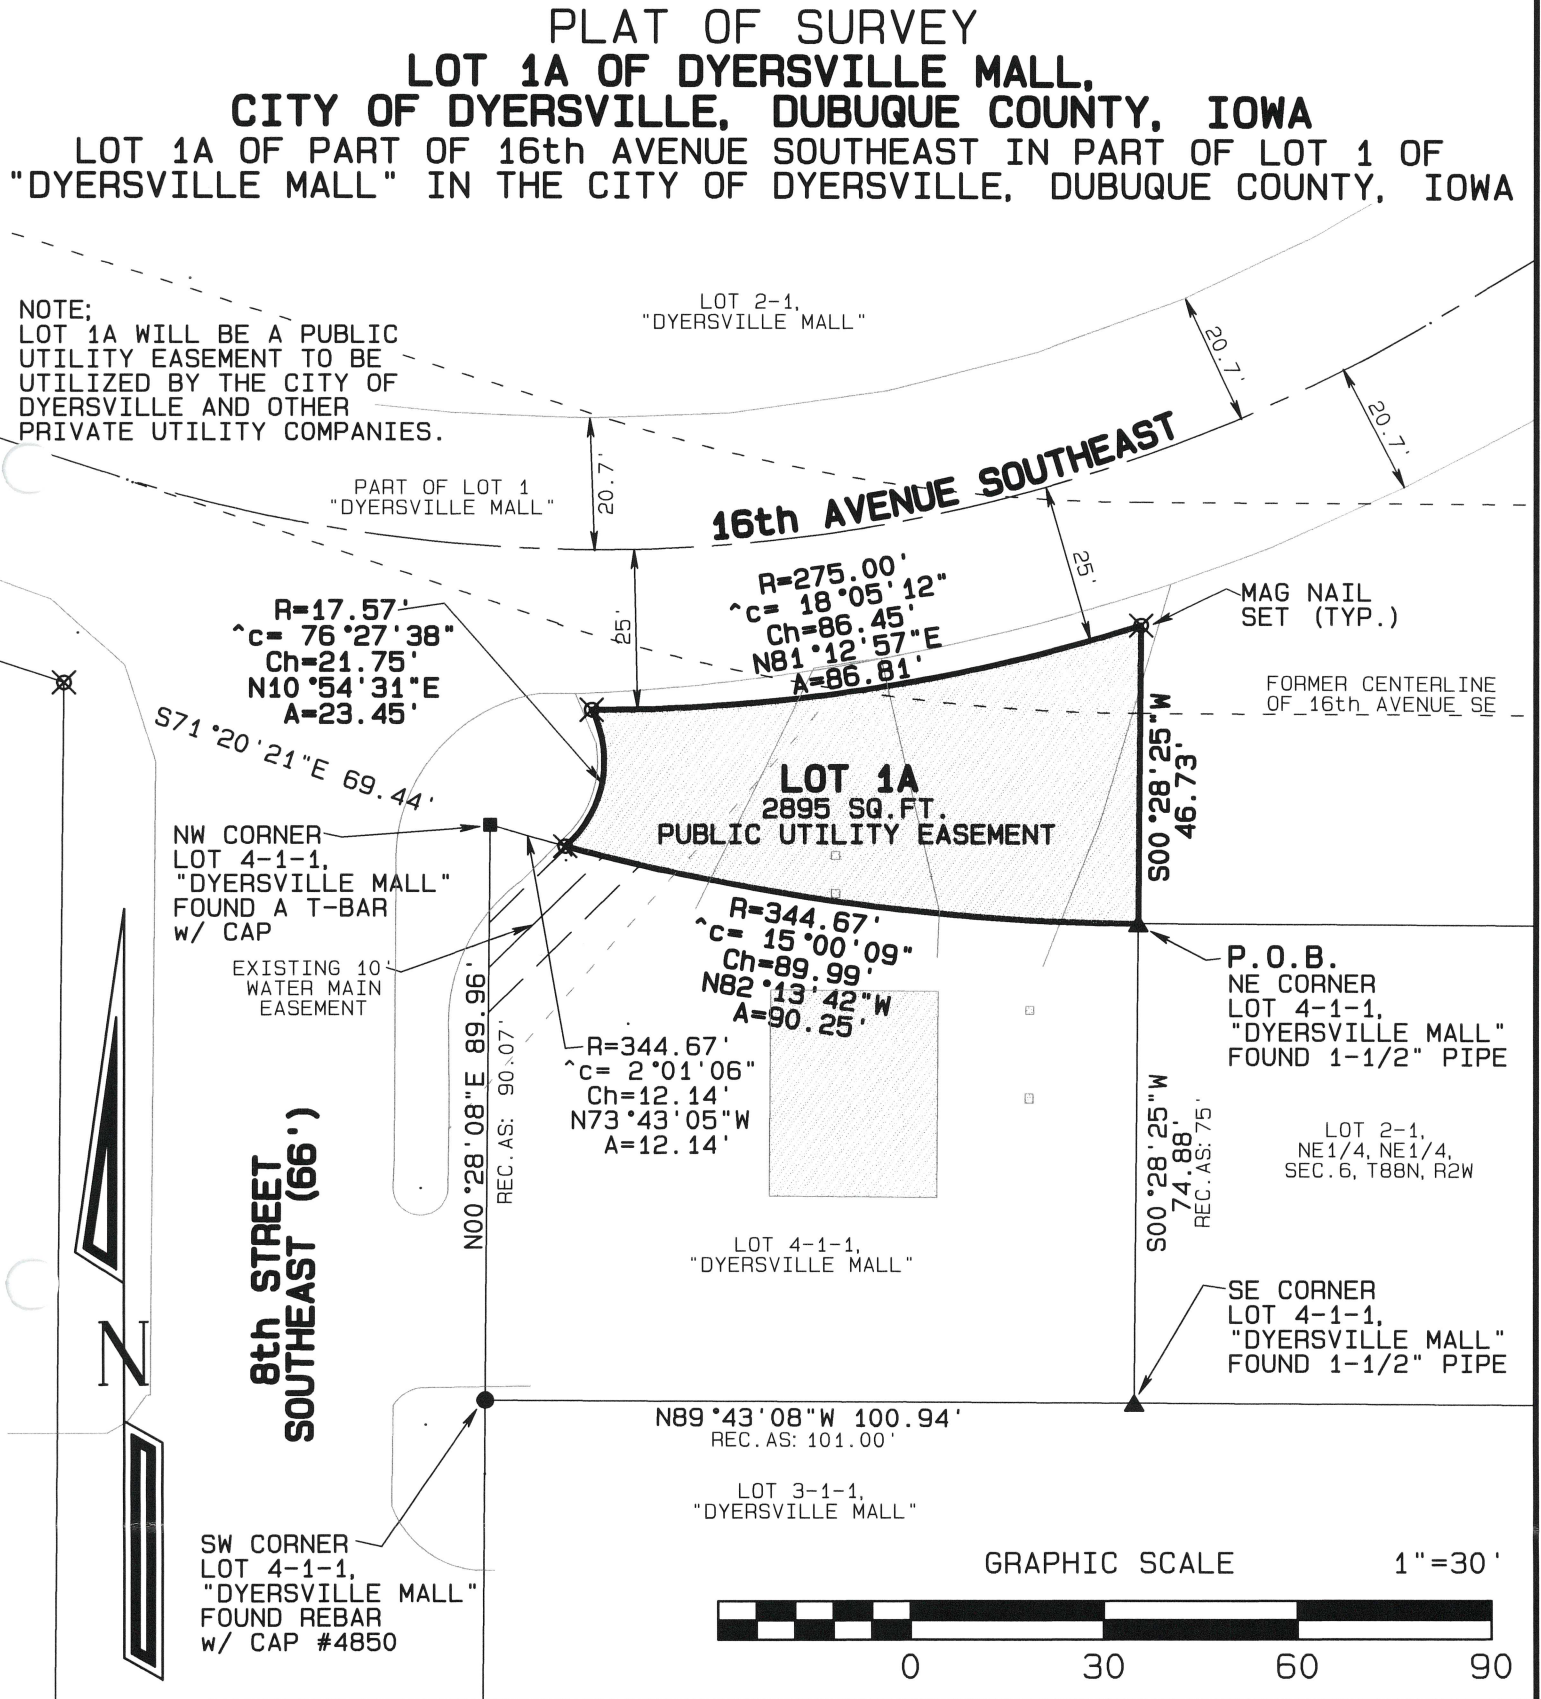 PLAT OF SURVEY
LOT 1A OF DYERSVILLE MALL,
CITY OF DYERSVILLE, DUBUQUE COUNTY, IOWA
LOT 1A OF PART OF 16th AVENUE SOUTHEAST IN PART OF LOT 1 OF
"DYERSVILLE MALL" IN THE CITY OF DYERSVILLE, DUBUQUE COUNTY, IOWA
NOTE;
LOT 1A WILL BE A PUBLIC
UTILITY EASEMENT TO BE
UTILIZED BY THE CITY OF
DYERSVILLE AND OTHER
PRIVATE UTILITY COMPANIES.
LOT 2-1,
"DYERSVILLE MALL"
20.7'
20.7'
PART OF LOT 1
"DYERSVILLE MALL"
20.7'
16th AVENUE SOUTHEAST
25'
25'
R=275.00'
^c= 18°05'12"
Ch=86.45'
N81°12'57"E
A=86.81'
R=17.57'
^c= 76°27'38"
Ch=21.75'
N10°54'31"E
A=23.45'
MAG NAIL
SET (TYP.)
FORMER CENTERLINE
OF 16th AVENUE SE
S71°20'21"E 69.44'
LOT 1A
2895 SQ.FT.
PUBLIC UTILITY EASEMENT
S00°28'25"W
46.73'
NW CORNER
LOT 4-1-1,
"DYERSVILLE MALL"
FOUND A T-BAR
w/ CAP
EXISTING 10'
WATER MAIN
EASEMENT
R=344.67'
^c= 15°00'09"
Ch=89.99'
N82°13'42"W
A=90.25'
P.O.B.
NE CORNER
LOT 4-1-1,
"DYERSVILLE MALL"
FOUND 1-1/2" PIPE
N00°28'08"E 89.96'
REC.AS: 90.07'
R=344.67'
^c= 2°01'06"
Ch=12.14'
N73°43'05"W
A=12.14'
S00°28'25"W
74.88'
REC.AS: 75'
LOT 2-1,
NE1/4, NE1/4,
SEC.6, T88N, R2W
8th STREET
SOUTHEAST (66')
LOT 4-1-1,
"DYERSVILLE MALL"
SE CORNER
LOT 4-1-1,
"DYERSVILLE MALL"
FOUND 1-1/2" PIPE
N
N89°43'08"W 100.94'
REC.AS: 101.00'
LOT 3-1-1,
"DYERSVILLE MALL"
SW CORNER
LOT 4-1-1,
"DYERSVILLE MALL"
FOUND REBAR
w/ CAP #4850
GRAPHIC SCALE 1"=30'
0 30 60 90